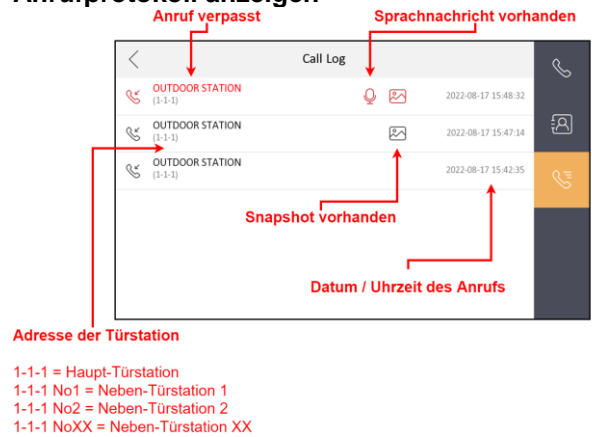 Anrufprotokoll anzeigen
Anruf verpasst
Sprachnachricht vorhanden
Call Log
OUTDOOR STATION
(1-1-1)
2022-08-17 15:48:32
OUTDOOR STATION
(1-1-1)
2022-08-17 15:47:14
OUTDOOR STATION
(1-1-1)
2022-08-17 15:42:35
Snapshot vorhanden
Datum / Uhrzeit des Anrufs
Adresse der Türstation
1-1-1 = Haupt-Türstation
1-1-1 No1 = Neben-Türstation 1
1-1-1 No2 = Neben-Türstation 2
1-1-1 NoXX = Neben-Türstation XX